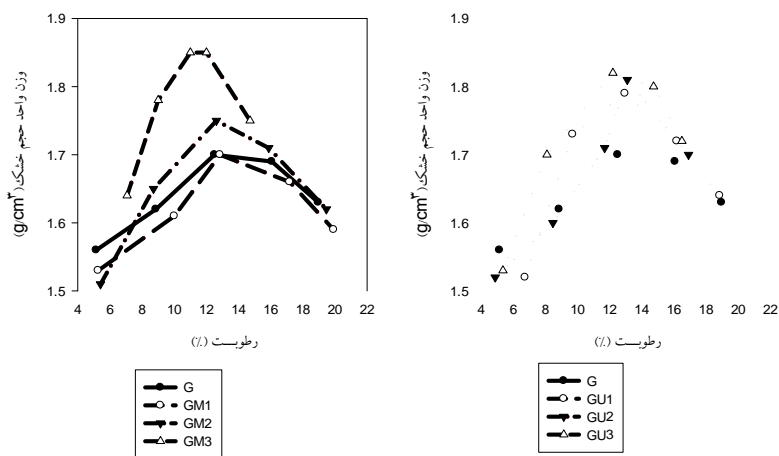 وزن واحد حجم خشک (g/cm³)
1.9
1.8
1.7
1.6
1.5
4 6 8 10 12 14 16 18 20 22
رطوبت (٪)
G
GM1
GM2
GM3
وزن واحد حجم خشک (g/cm³)
1.9
1.8
1.7
1.6
1.5
4 6 8 10 12 14 16 18 20 22
رطوبت (٪)
G
GU1
GU2
GU3